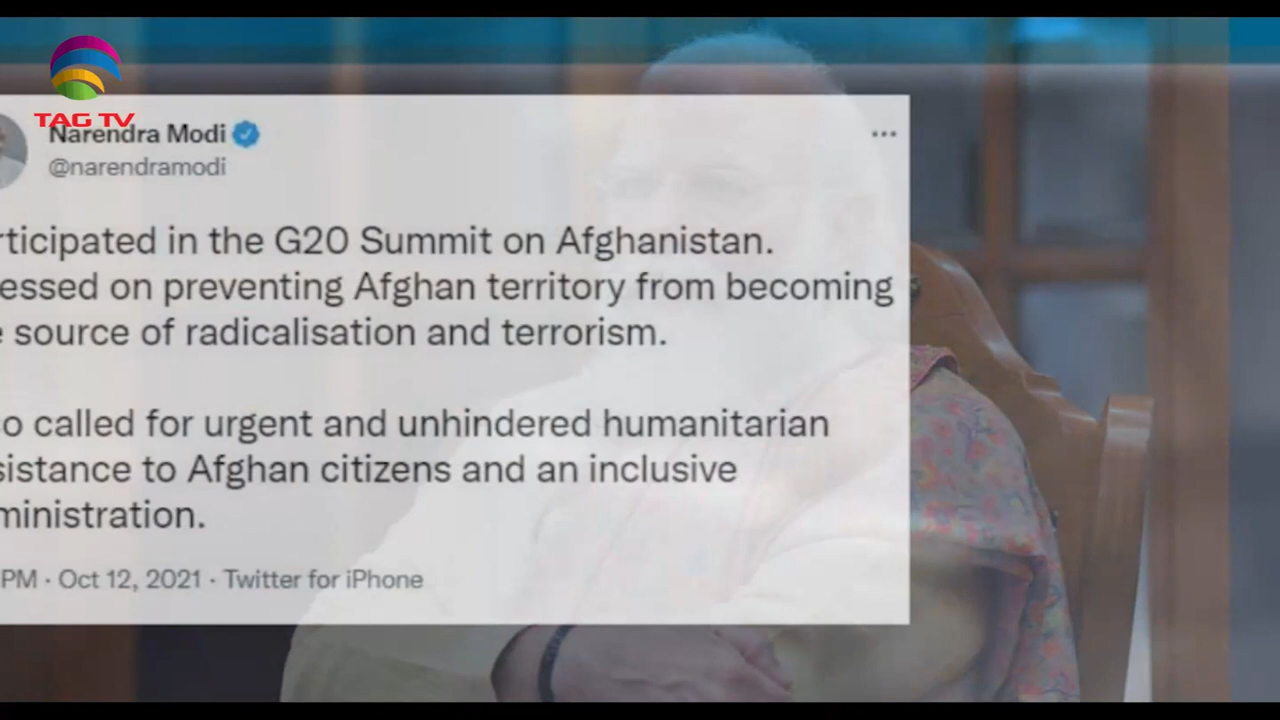 TAG TV
Narendra Modi
@narendramodi
rticipated in the G20 Summit on Afghanistan.
essed on preventing Afghan territory from becoming
e source of radicalisation and terrorism.
so called for urgent and unhindered humanitarian
sistance to Afghan citizens and an inclusive
ministration.
PM · Oct 12, 2021 · Twitter for iPhone